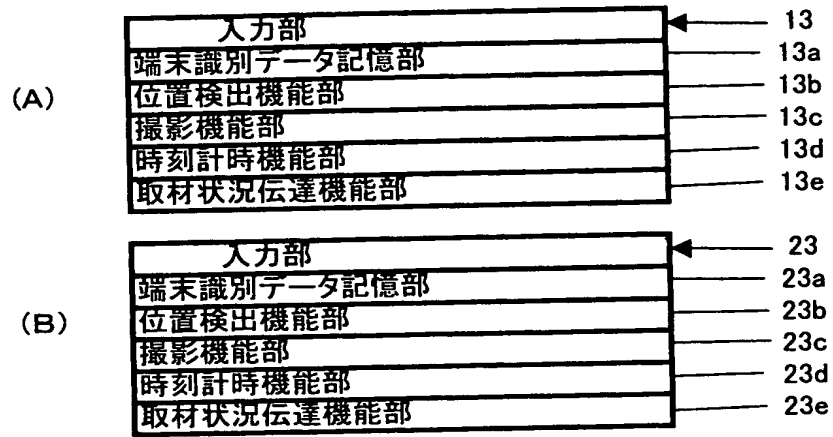 入力部 13
端末識別データ記憶部 13a
(A) 位置検出機能部 13b
撮影機能部 13c
時刻計時機能部 13d
取材状況伝達機能部 13e
入力部 23
端末識別データ記憶部 23a
(B) 位置検出機能部 23b
撮影機能部 23c
時刻計時機能部 23d
取材状況伝達機能部 23e